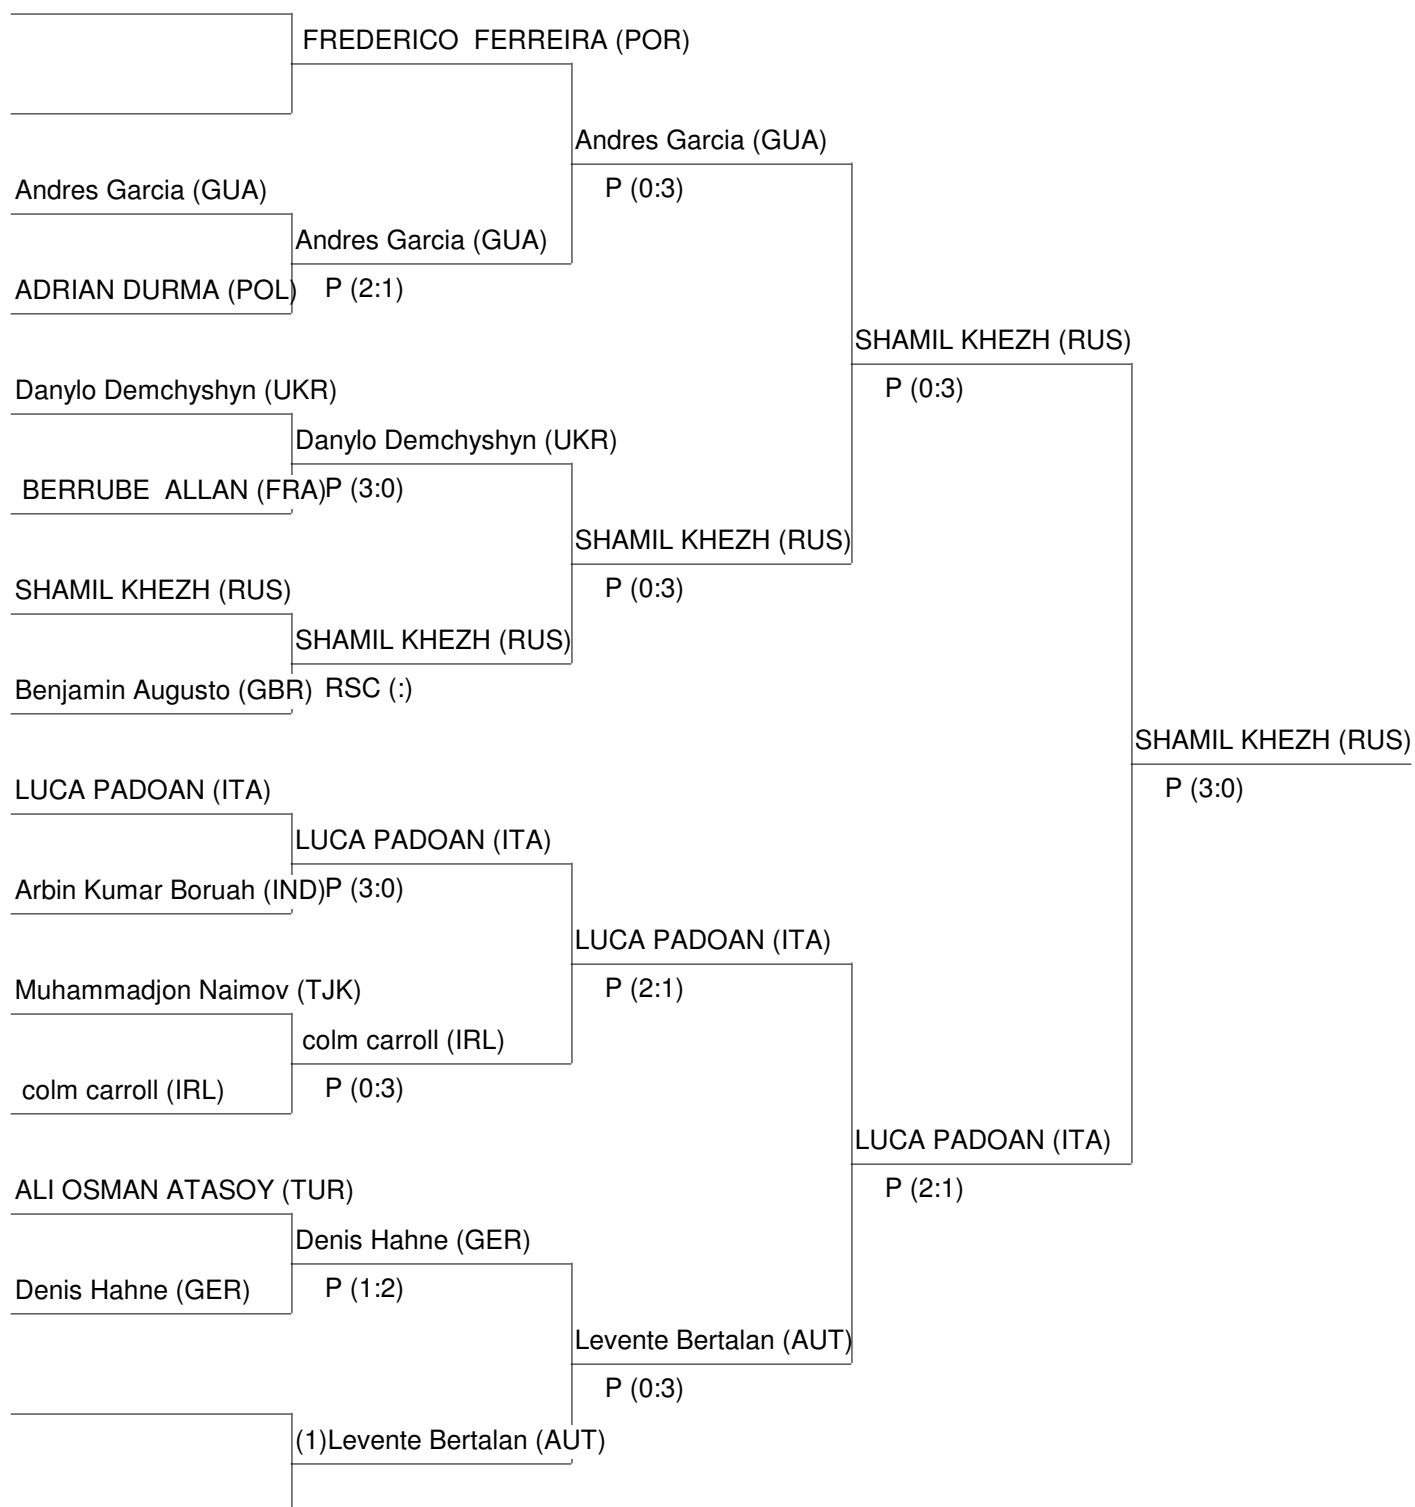 FREDERICO  FERREIRA (POR)
Andres Garcia (GUA)
P (0:3)
Andres Garcia (GUA)
Andres Garcia (GUA)
ADRIAN DURMA (POL)
P (2:1)
SHAMIL KHEZH (RUS)
P (0:3)
Danylo Demchyshyn (UKR)
Danylo Demchyshyn (UKR)
BERRUBE  ALLAN (FRA)
P (3:0)
SHAMIL KHEZH (RUS)
P (0:3)
SHAMIL KHEZH (RUS)
SHAMIL KHEZH (RUS)
Benjamin Augusto (GBR)
RSC (:)
SHAMIL KHEZH (RUS)
P (3:0)
LUCA PADOAN (ITA)
LUCA PADOAN (ITA)
Arbin Kumar Boruah (IND)
P (3:0)
LUCA PADOAN (ITA)
P (2:1)
Muhammadjon Naimov (TJK)
colm carroll (IRL)
colm carroll (IRL)
P (0:3)
LUCA PADOAN (ITA)
P (2:1)
ALI OSMAN ATASOY (TUR)
Denis Hahne (GER)
Denis Hahne (GER)
P (1:2)
Levente Bertalan (AUT)
P (0:3)
(1)Levente Bertalan (AUT)